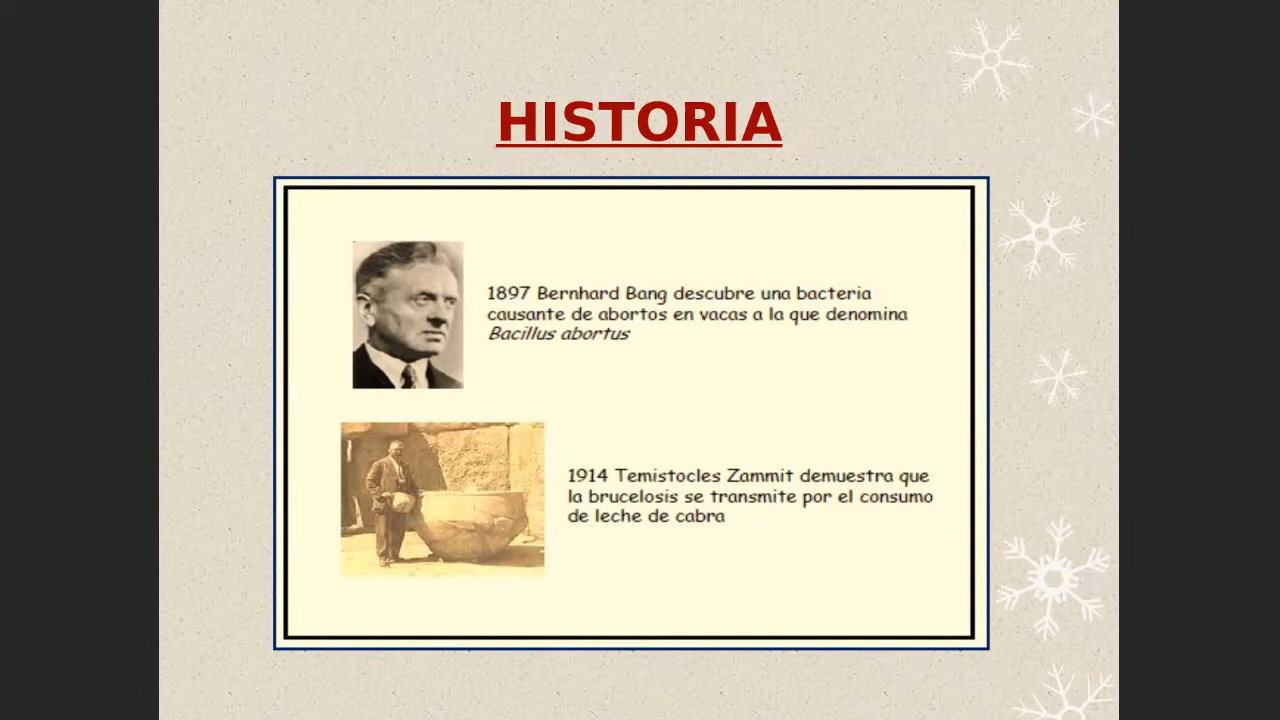 HISTORIA
1897 Bernhard Bang descubre una bacteria
causante de abortos en vacas a la que denomina
Bacillus abortus
1914 Temistocles Zammit demuestra que
la brucelosis se transmite por el consumo
de leche de cabra